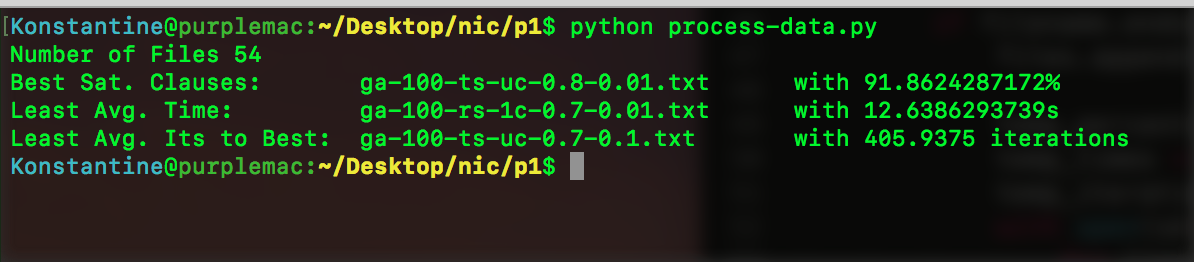 [Konstantine@purplemac:~/Desktop/nic/p1$ python process-data.py
Number of Files 54
Best Sat. Clauses: ga-100-ts-uc-0.8-0.01.txt with 91.8624287172%
Least Avg. Time: ga-100-rs-1c-0.7-0.01.txt with 12.6386293739s
Least Avg. Its to Best: ga-100-ts-uc-0.7-0.1.txt with 405.9375 iterations
Konstantine@purplemac:~/Desktop/nic/p1$